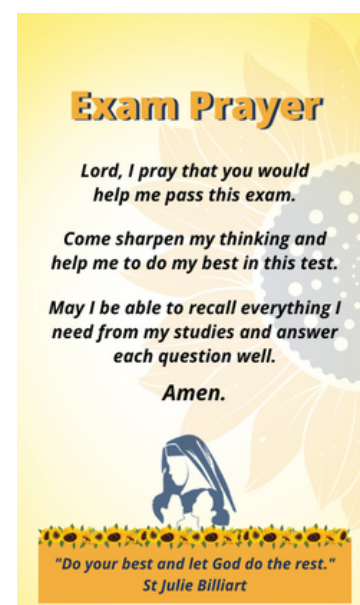 Exam Prayer
Lord, I pray that you would
help me pass this exam.
Come sharpen my thinking and
help me to do my best in this test.
May I be able to recall everything I
need from my studies and answer
each question well.
Amen.
"Do your best and let God do the rest."
St Julie Billiart